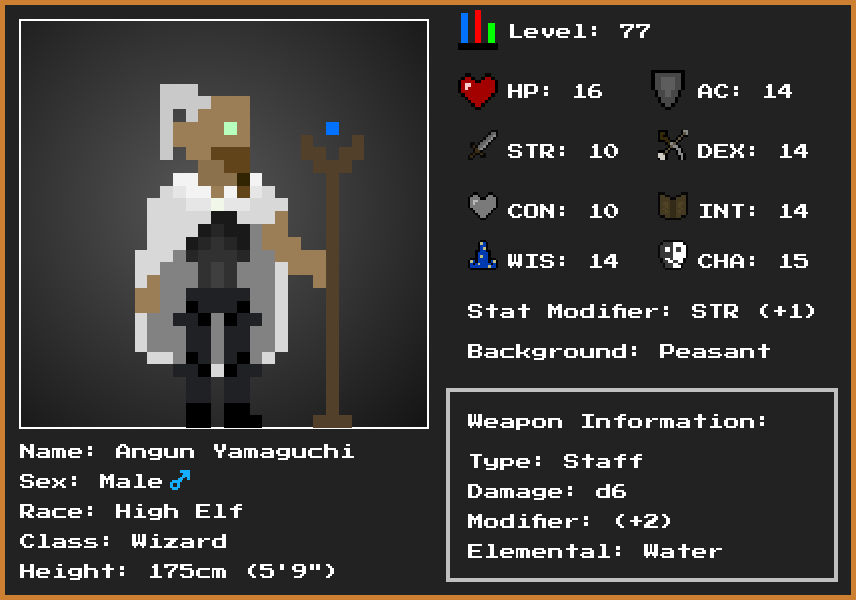 Level: 77
HP: 16
AC: 14
STR: 10
DEX: 14
CON: 10
INT: 14
WIS: 14
CHA: 15
Stat Modifier: STR (+1)
Background: Peasant
Weapon Information:
Type: Staff
Damage: d6
Modifier: (+2)
Elemental: Water
Name: Angun Yamaguchi
Sex: Male♂
Race: High Elf
Class: Wizard
Height: 175cm (5'9")